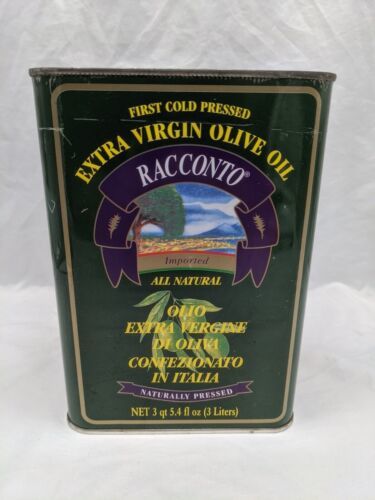 FIRST COLD PRESSED
EXTRA VIRGIN OLIVE OIL
RACCONTO®
Imported
ALL NATURAL
OLIO
EXTRA VERGINE
DI OLIVA
CONFEZIONATO
IN ITALIA
NATURALLY PRESSED
NET 3 qt 5.4 fl oz (3 Liters)